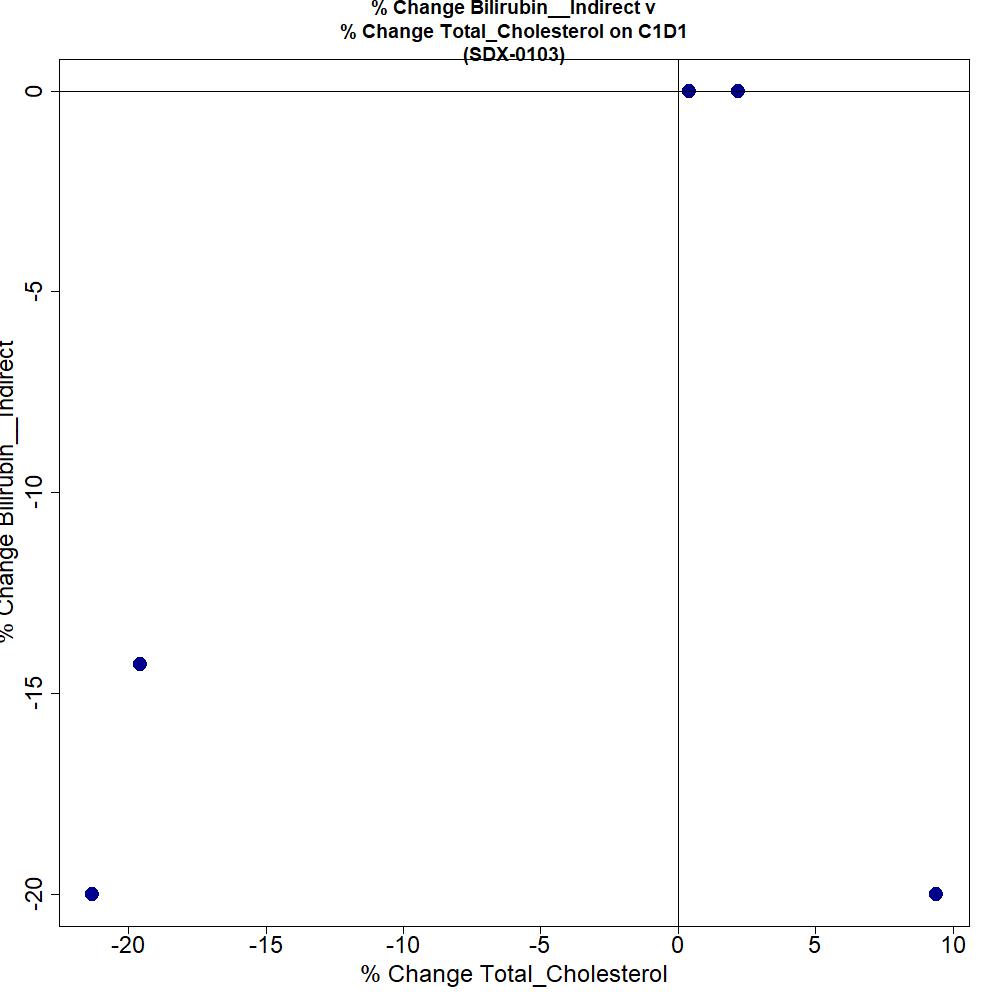 % Change Bilirubin__Indirect v
% Change Total_Cholesterol on C1D1
(SDX-0103)
% Change Bilirubin__Indirect
0
-5
-10
-15
-20
-20
-15
-10
-5
0
5
10
% Change Total_Cholesterol